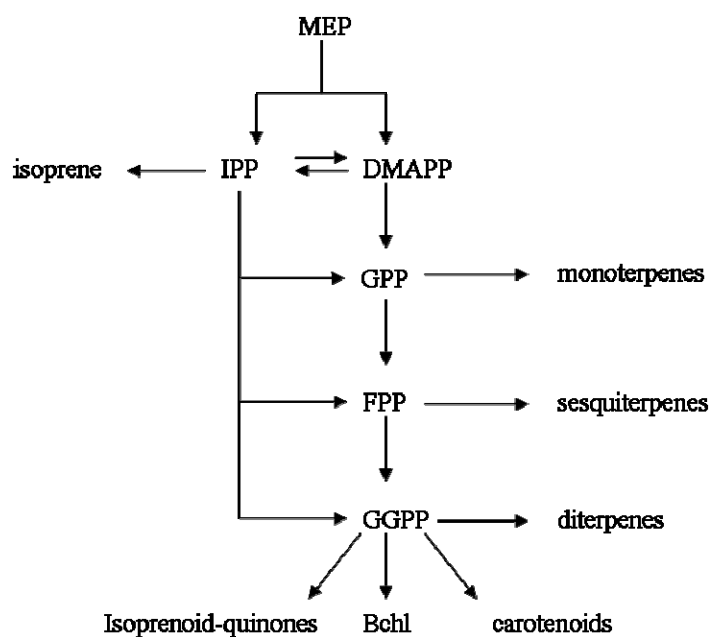 MEP
isoprene IPP DMAPP
GPP monoterpenes
FPP sesquiterpenes
GGPP diterpenes
Isoprenoid-quinones Bchl carotenoids